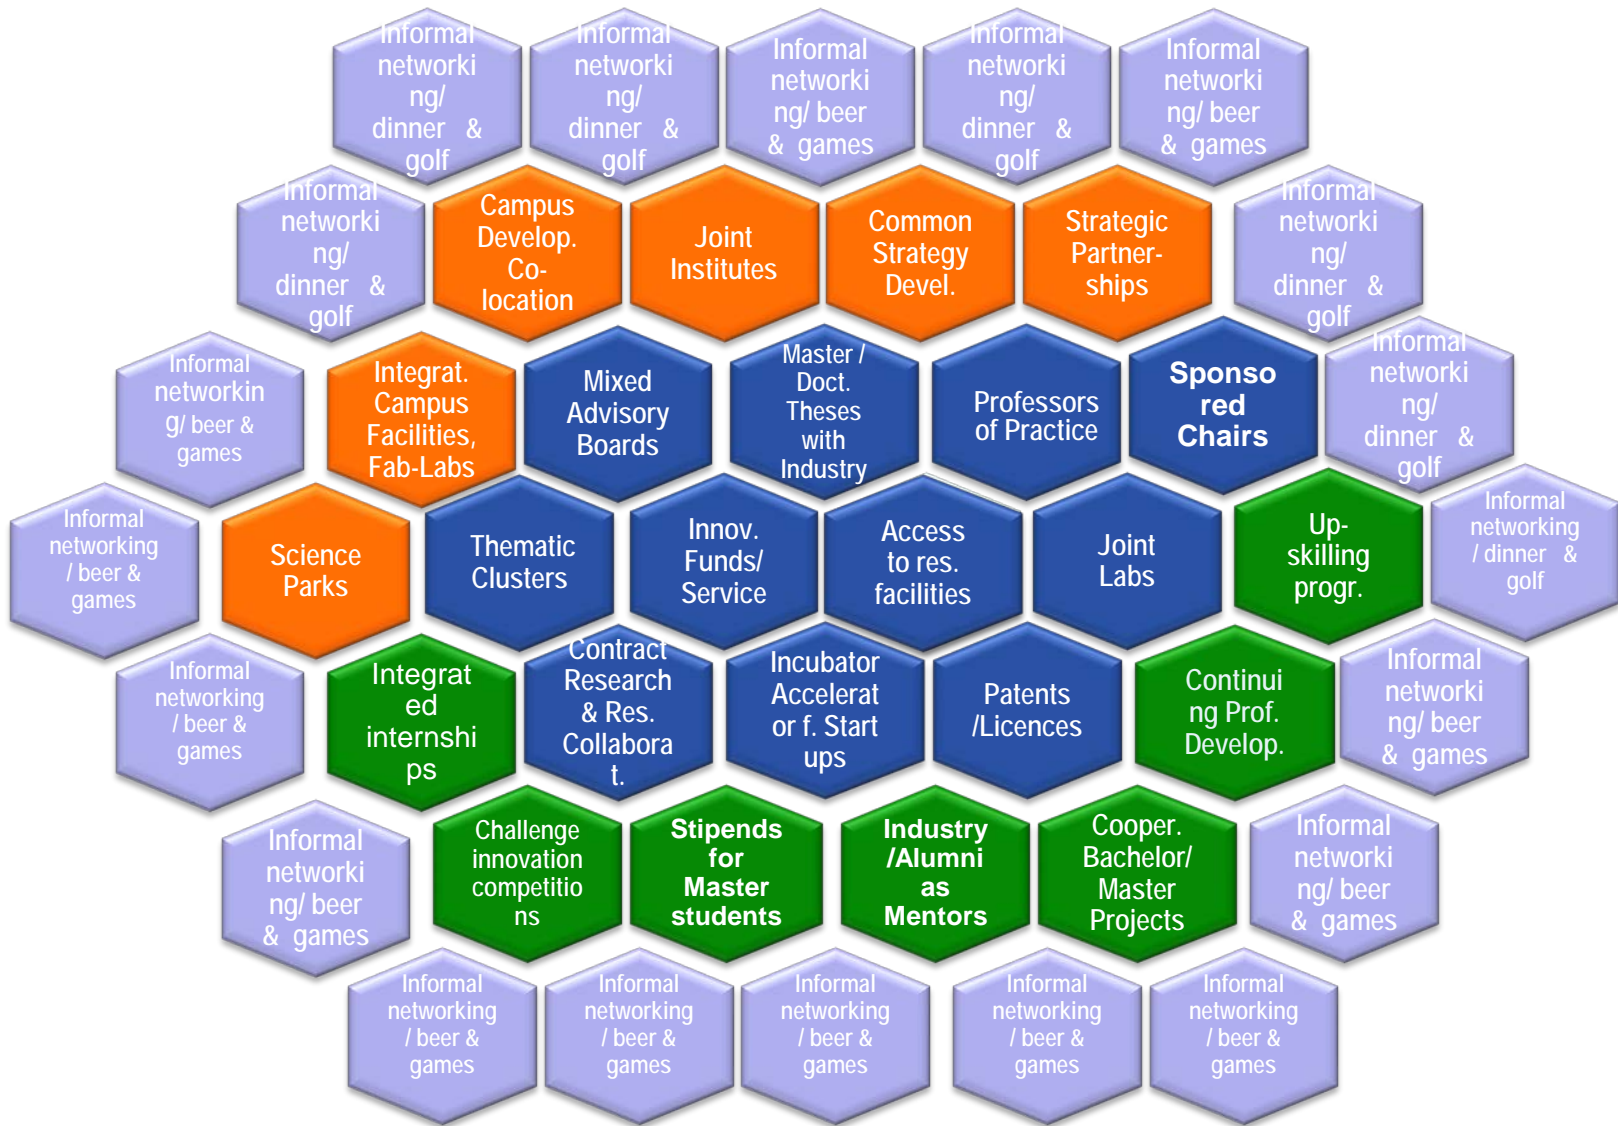 Informal
networki
ng/
dinner &
golf
Informal
networki
ng/
dinner &
golf
Informal
networki
ng/ beer
& games
Informal
networki
ng/
dinner &
golf
Informal
networki
ng/ beer
& games
Informal
networki
ng/
dinner &
golf
Campus
Develop.
Co-
location
Joint
Institutes
Common
Strategy
Devel.
Strategic
Partner-
ships
Informal
networki
ng/
dinner &
golf
Informal
networkin
g/ beer &
games
Integrat.
Campus
Facilities,
Fab-Labs
Mixed
Advisory
Boards
Master /
Doct.
Theses
with
Industry
Professors
of Practice
Sponso
red
Chairs
Informal
networki
ng/
dinner &
golf
Informal
networking
/ beer &
games
Science
Parks
Thematic
Clusters
Innov.
Funds/
Service
Access
to res.
facilities
Joint
Labs
Up-
skilling
progr.
Informal
networking
/ dinner &
golf
Informal
networking
/ beer &
games
Integrat
ed
internshi
ps
Contract
Research
& Res.
Collaborat
t.
Incubator
Accelerat
or f. Start
ups
Patents
/Licences
Continui
ng Prof.
Develop.
Informal
networki
ng/ beer
& games
Informal
networki
ng/ beer
& games
Challenge
innovation
competitio
ns
Stipends
for
Master
students
Industry
/Alumni
as
Mentors
Cooper.
Bachelor/
Master
Projects
Informal
networki
ng/ beer
& games
Informal
networking
/ beer &
games
Informal
networking
/ beer &
games
Informal
networking
/ beer &
games
Informal
networking
/ beer &
games
Informal
networking
/ beer &
games